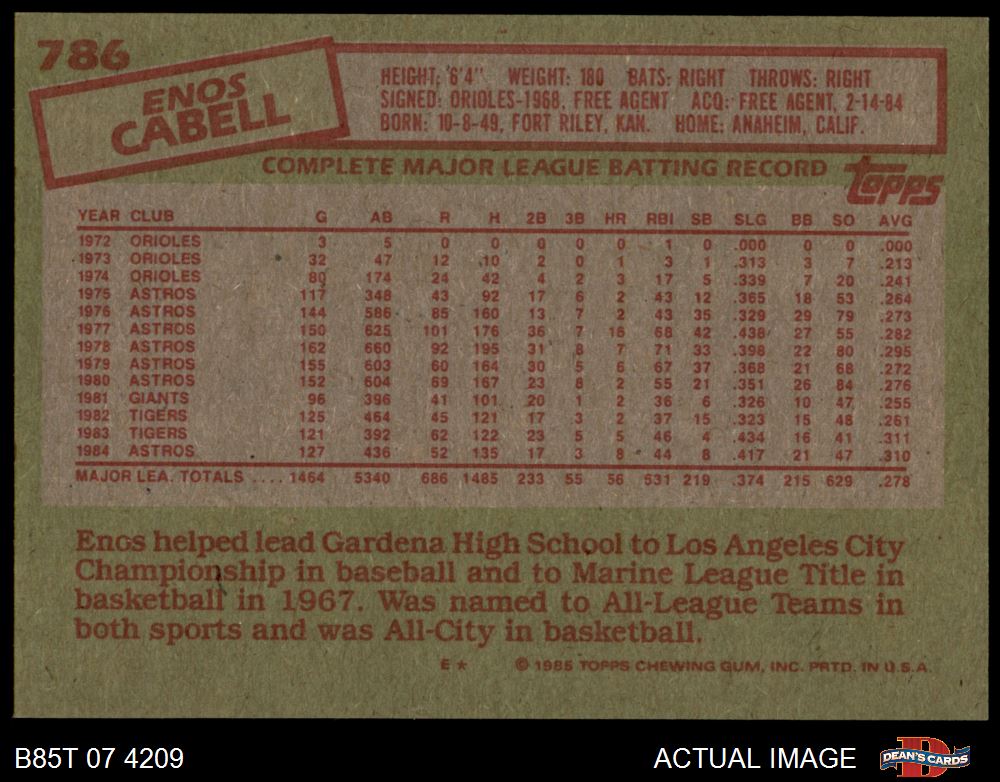 786
ENOS
CABELL
HEIGHT: 6'4" WEIGHT: 180 BATS: RIGHT THROWS: RIGHT
SIGNED: ORIOLES-1968, FREE AGENT ACQ: FREE AGENT, 2-14-84
BORN: 10-8-49, FORT RILEY, KAN. HOME: ANAHEIM, CALIF.
COMPLETE MAJOR LEAGUE BATTING RECORD
topps
YEAR CLUB G AB R H 2B 3B HR RBI SB SLG BB SO AVG
1972 ORIOLES 3 5 0 0 0 0 0 1 0 .000 0 0 .000
1973 ORIOLES 32 47 12 10 2 0 1 3 1 .313 3 7 .213
1974 ORIOLES 80 174 24 42 4 2 3 17 5 .339 7 20 .241
1975 ASTROS 117 348 43 92 17 6 2 43 12 .365 18 53 .264
1976 ASTROS 144 586 85 160 13 7 2 43 35 .329 29 79 .273
1977 ASTROS 150 625 101 176 36 7 16 68 42 .438 27 55 .282
1978 ASTROS 162 660 92 195 31 8 7 71 33 .398 22 80 .295
1979 ASTROS 155 603 60 164 30 5 6 67 37 .368 21 68 .272
1980 ASTROS 152 604 69 167 23 8 2 55 21 .351 26 84 .276
1981 GIANTS 96 396 41 101 20 1 2 36 6 .326 10 47 .255
1982 TIGERS 125 464 45 121 17 3 2 37 15 .323 15 48 .261
1983 TIGERS 121 392 62 122 23 5 5 46 4 .434 16 41 .311
1984 ASTROS 127 436 52 135 17 3 8 44 8 .417 21 47 .310
MAJOR LEA. TOTALS .... 1464 5340 686 1485 233 55 56 531 219 .374 215 629 .278
Enos helped lead Gardena High School to Los Angeles City
Championship in baseball and to Marine League Title in
basketball in 1967. Was named to All-League Teams in
both sports and was All-City in basketball.
E * © 1985 TOPPS CHEWING GUM, INC. PRTD. IN U.S.A.
B85T 07 4209 ACTUAL IMAGE DEAN'S CARDS